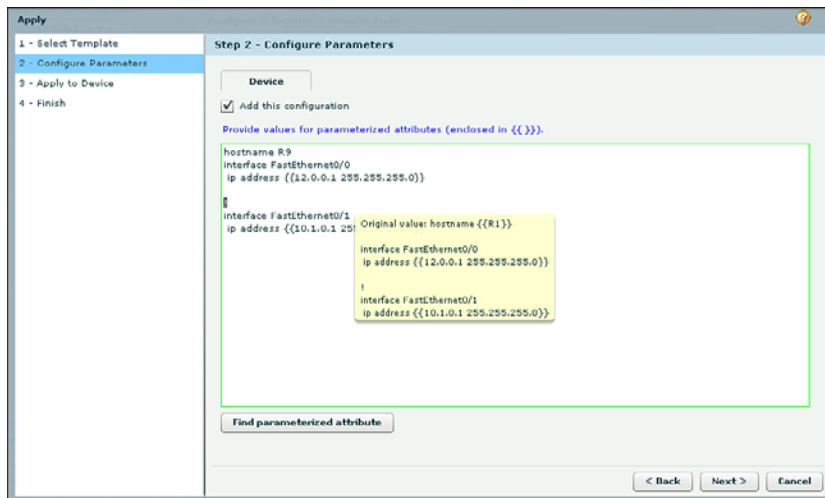 Apply
1 - Select Template
2 - Configure Parameters
3 - Apply to Device
4 - Finish
Step 2 - Configure Parameters
Device
Add this configuration
Provide values for parameterized attributes (enclosed in {{ }}).
hostname R9
interface FastEthernet0/0
ip address {{12.0.0.1 255.255.255.0}}
!
interface FastEthernet0/1
ip address {{10.1.0.1 25
Original value: hostname {{R1}}
interface FastEthernet0/0
ip address {{12.0.0.1 255.255.255.0}}
!
interface FastEthernet0/1
ip address {{10.1.0.1 255.255.255.0}}
Find parameterized attribute
< Back
Next >
Cancel